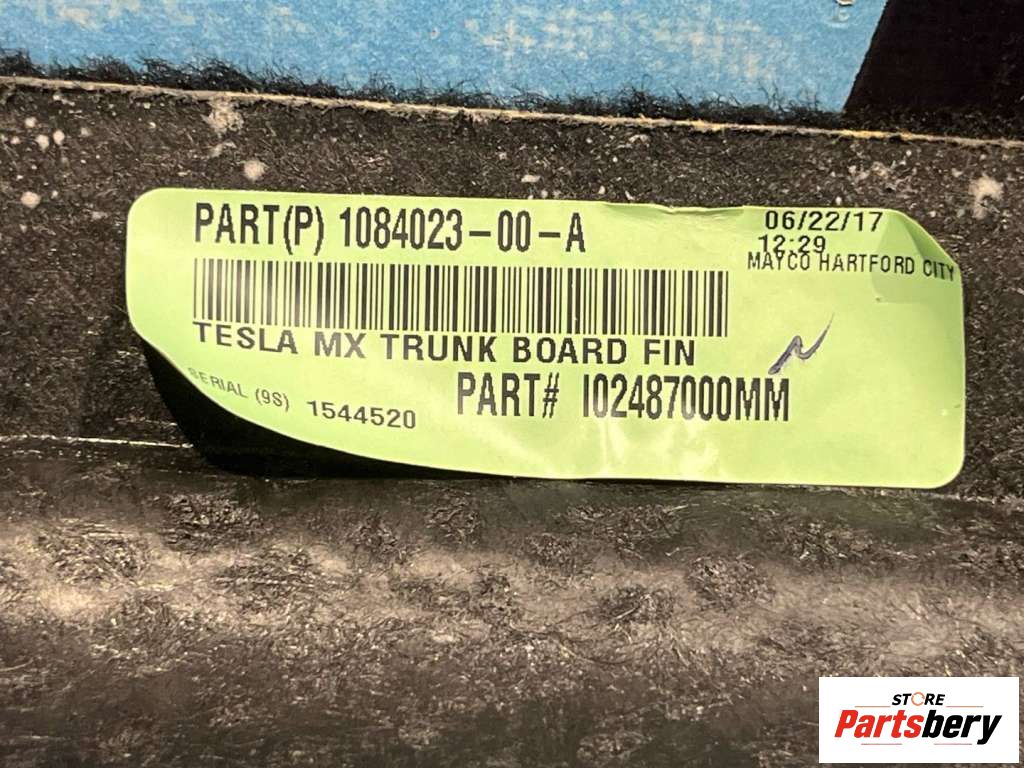 PART(P) 1084023-00-A
06/22/17
12:29
MAYCO HARTFORD CITY
TESLA MX TRUNK BOARD FIN
SERIAL (9S) 1544520
PART# I02487000MM
STORE
Partsbery